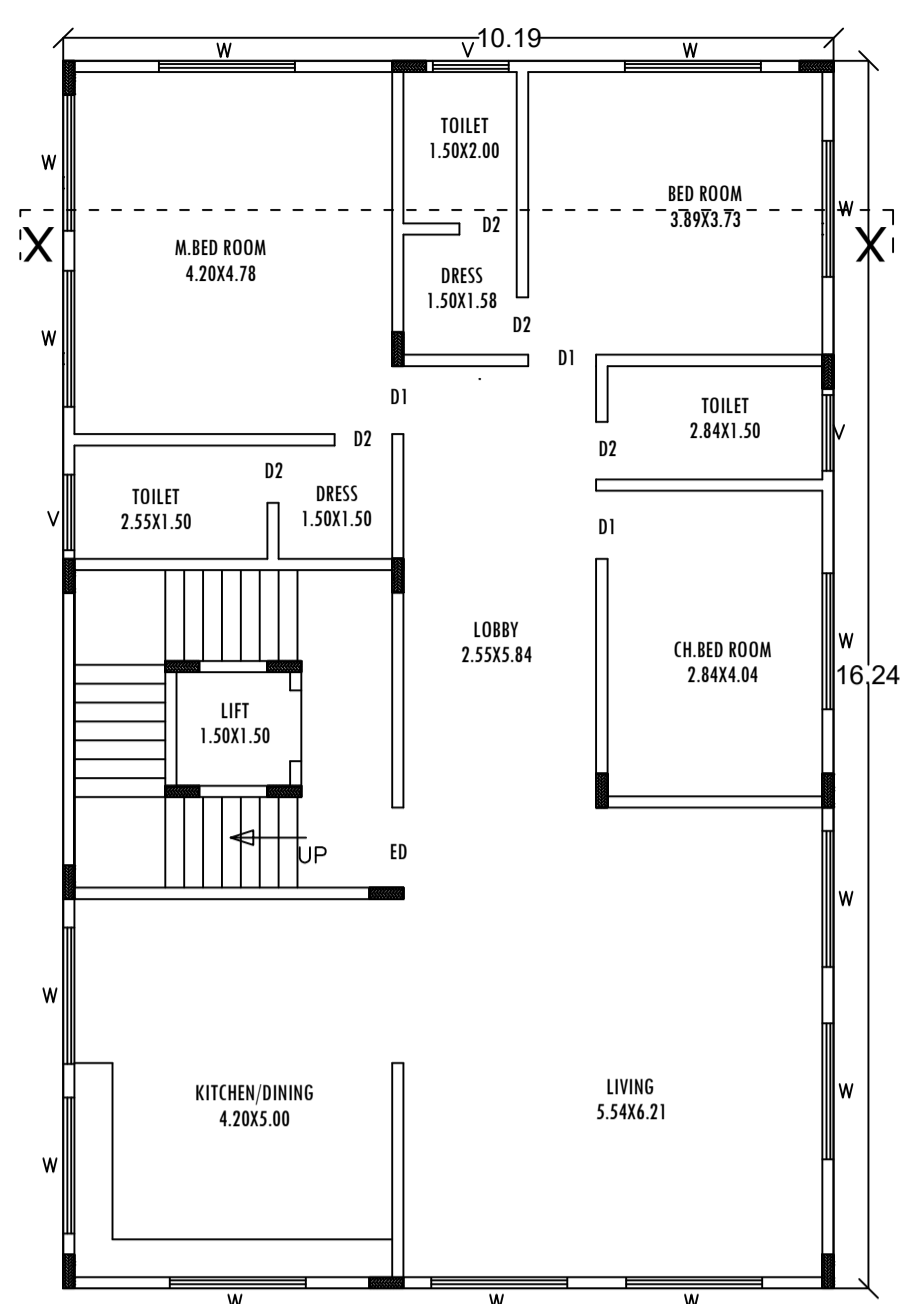 10.19
W
V
W
TOILET
1.50X2.00
W
BED ROOM
3.89X3.73
W
X
X
M.BED ROOM
4.20X4.78
D2
DRESS
1.50X1.58
D2
W
D1
D1
TOILET
2.84X1.50
V
D2
D2
D2
TOILET
2.55X1.50
DRESS
1.50X1.50
V
D1
LOBBY
2.55X5.84
CH.BED ROOM
2.84X4.04
W
16.24
LIFT
1.50X1.50
UP
ED
W
W
KITCHEN/DINING
4.20X5.00
LIVING
5.54X6.21
W
W
W
W
W